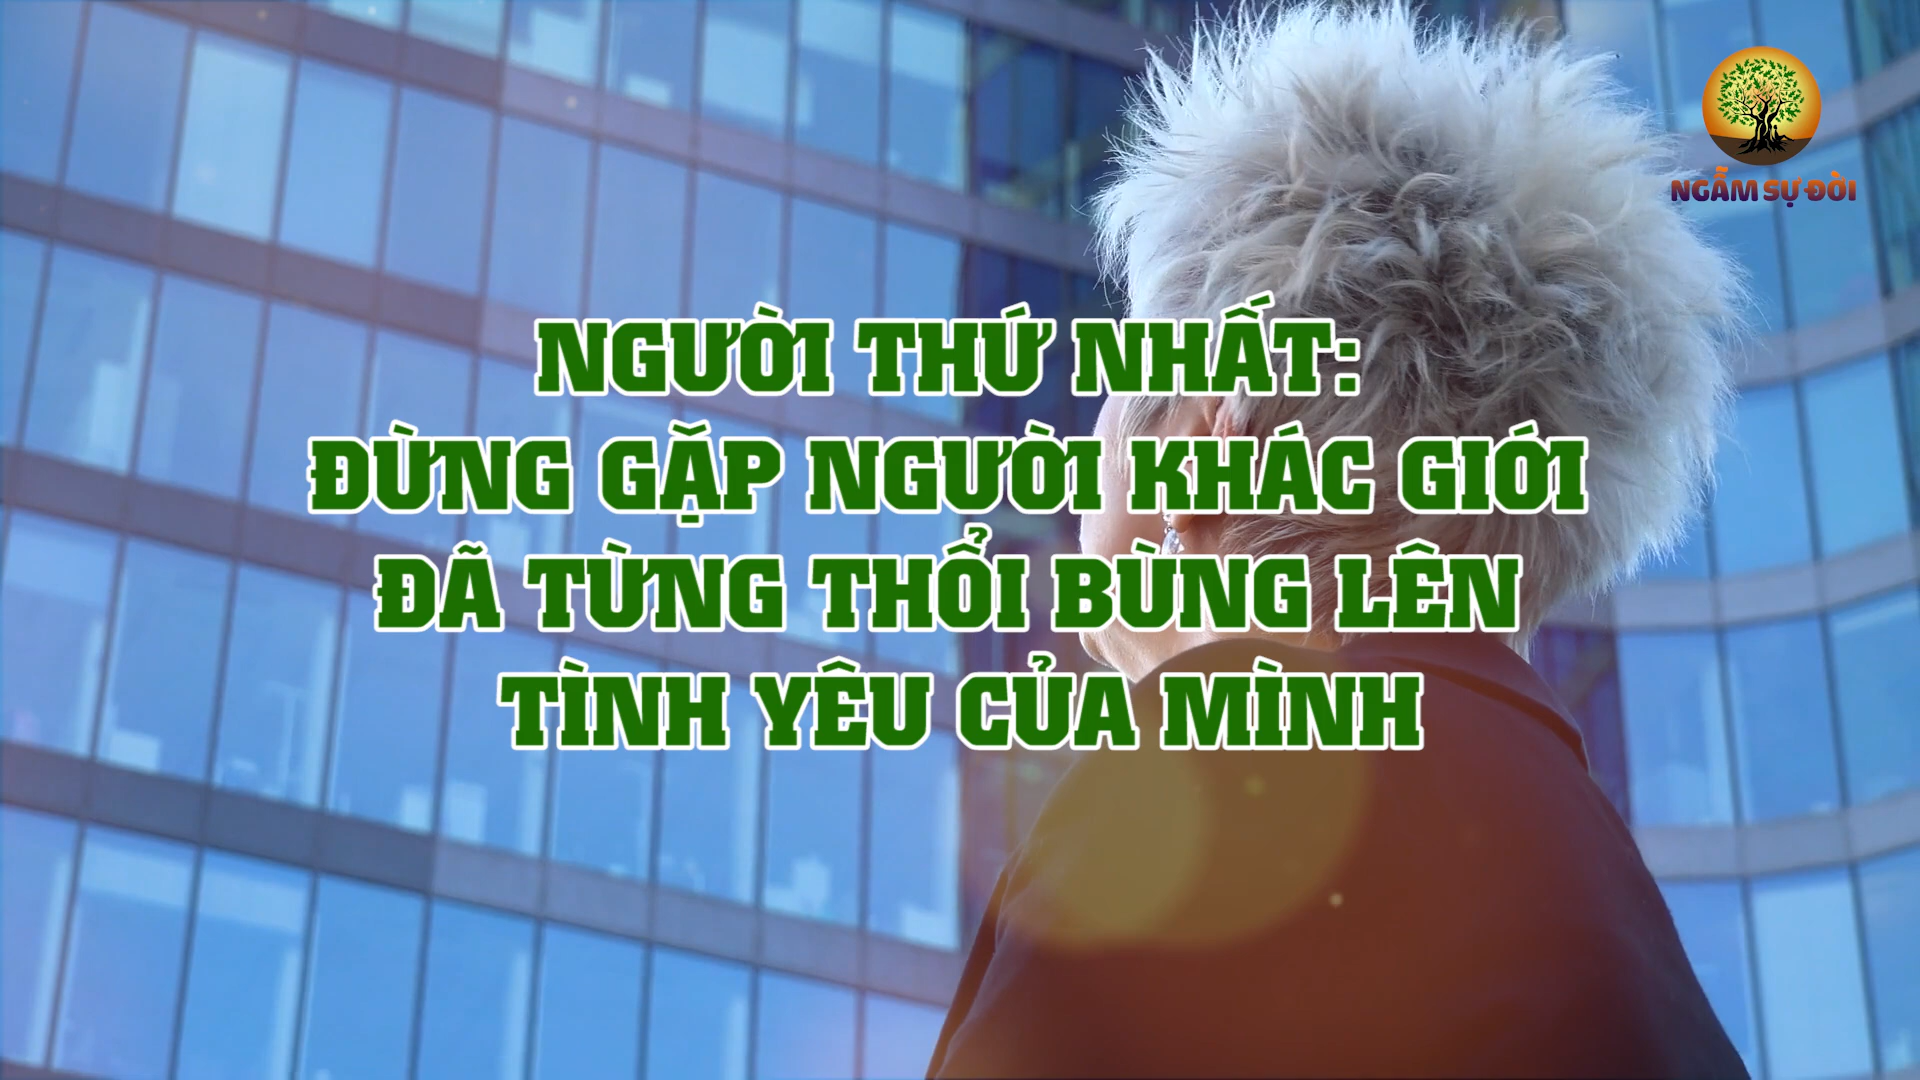 NGẪM SỰ ĐỜI
NGƯỜI THỨ NHẤT:
ĐỪNG GẶP NGƯỜI KHÁC GIỚI
ĐÃ TỪNG THỔI BÙNG LÊN
TÌNH YÊU CỦA MÌNH